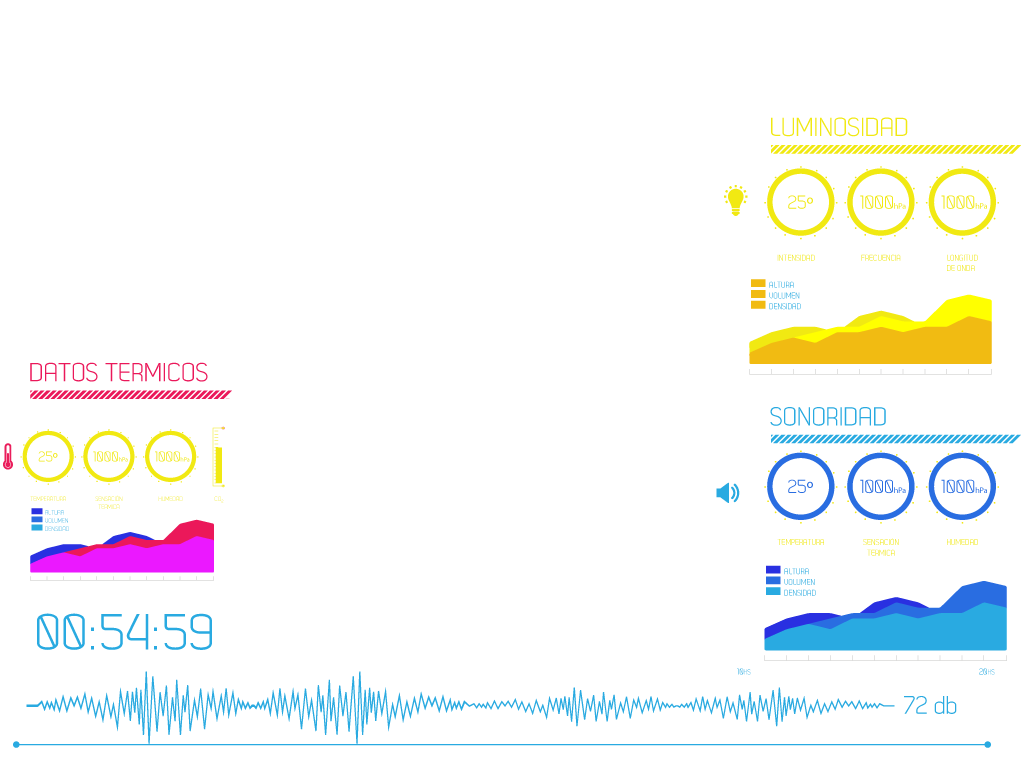 LUMINOSIDAD
25° 1000hPa 1000hPa
INTENSIDAD FRECUENCIA LONGITUD
DE ONDA
ALTURA
VOLUMEN
DENSIDAD
DATOS TERMICOS
25° 1000hPa 1000hPa
TEMPERATURA SENSACION HUMEDAD
TERMICA
ALTURA
VOLUMEN
DENSIDAD
SONORIDAD
25° 1000hPa 1000hPa
TEMPERATURA SENSACION HUMEDAD
TERMICA
ALTURA
VOLUMEN
DENSIDAD
10HS 20HS
00:54:59
72 db